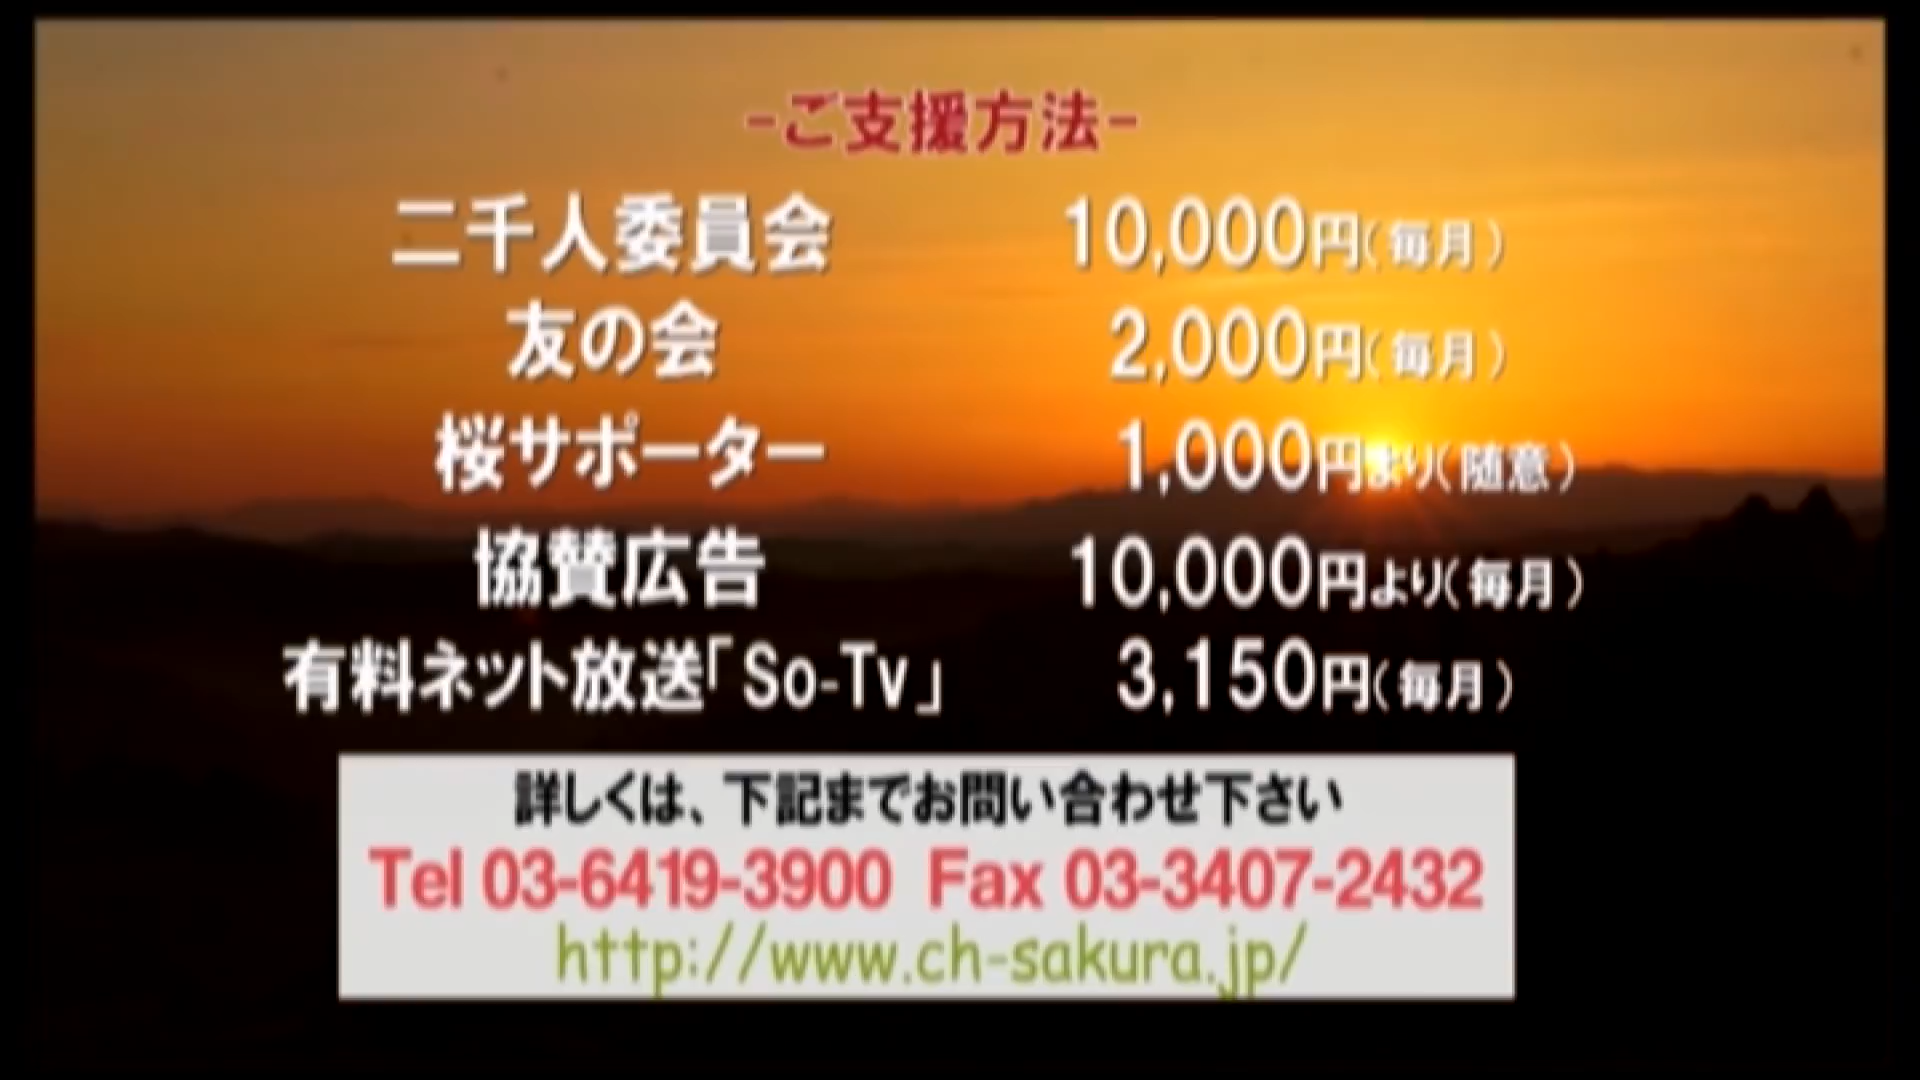 -ご支援方法-
二千人委員会 10,000円(毎月)
友の会 2,000円(毎月)
桜サポーター 1,000円より(随意)
協賛広告 10,000円より(毎月)
有料ネット放送「So-Tv」 3,150円(毎月)
詳しくは、下記までお問い合わせ下さい
Tel 03-6419-3900 Fax 03-3407-2432
http://www.ch-sakura.jp/